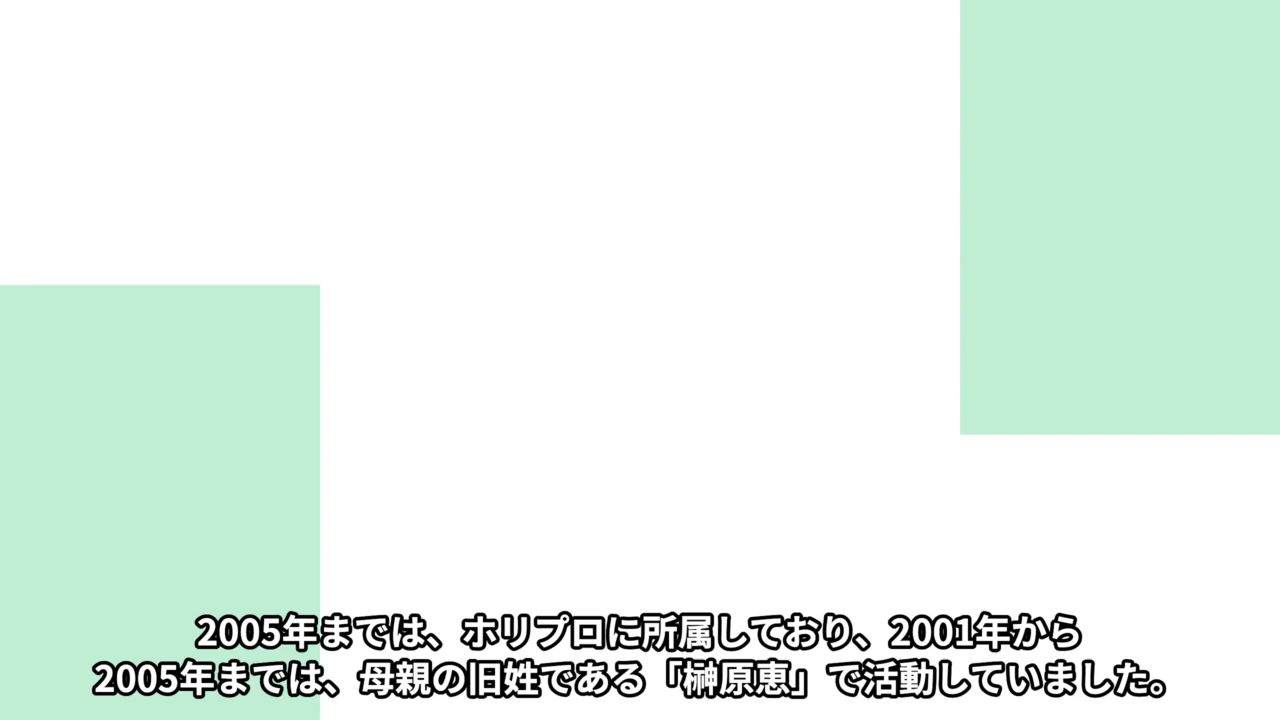 2005年までは、ホリプロに所属しており、2001年から
2005年までは、母親の旧姓である「榊原恵」で活動していました。